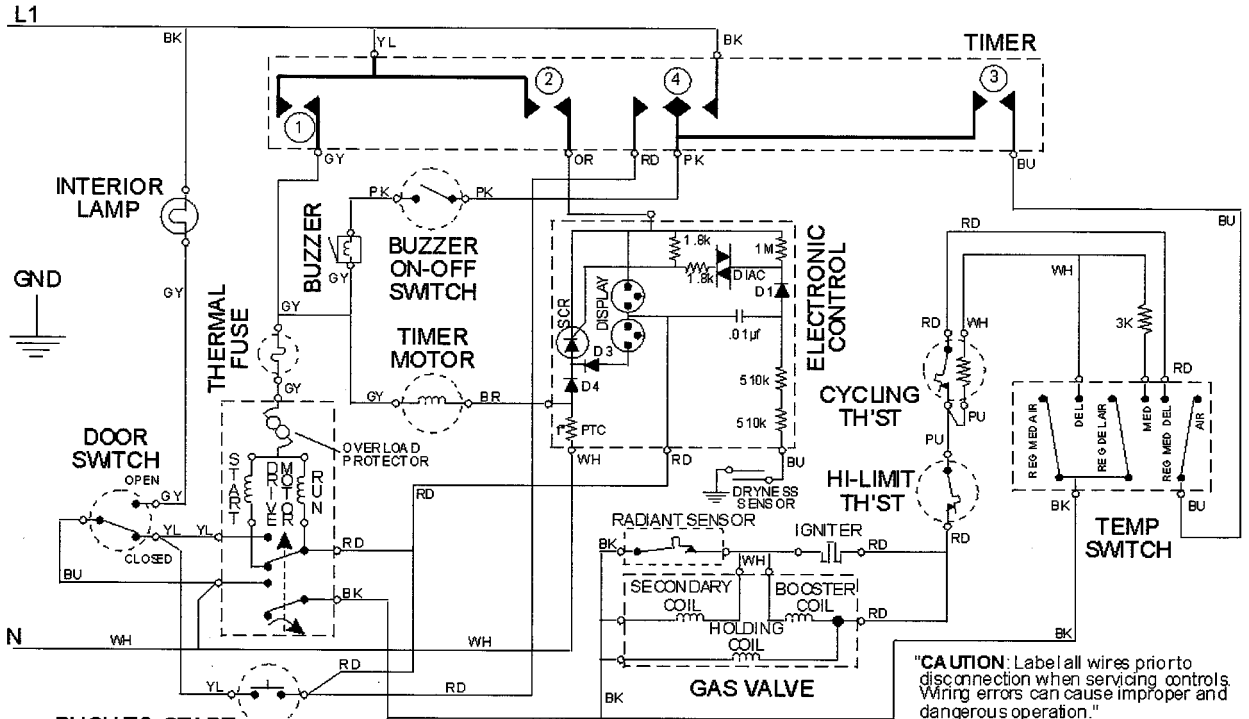 L1
BK
YL
BK
TIMER
1
2
4
3
GY
OR
RD
PK
BU
INTERIOR
LAMP
PK
PK
BUZZER
BUZZER
ON-OFF
SWITCH
GY
GND
GY
GY
THERMAL
FUSE
GY
TIMER
MOTOR
GY
BR
SCR
DISPLAY
1.8k
1.8k
DIAC
1M
D1
.01µf
D3
D4
510k
510k
PTC
ELECTRONIC
CONTROL
WH
RD
BU
DRYNESS
SENSOR
RD
WH
BU
RD
WH
3K
RD
CYCLING
TH'ST
PU
PU
HI-LIMIT
TH'ST
RD
REG MED AIR
DEL
REG DEL AIR
MED
REG MED DEL
AIR
BK
BU
TEMP
SWITCH
DOOR
SWITCH
OPEN
GY
CLOSED
YL
YL
BU
OVERLOAD
PROTECTOR
START
DRIVE
MOTOR
RUN
RD
RD
BK
RADIANT SENSOR
IGNITER
BK
RD
WH
SECONDARY
COIL
BOOSTER
COIL
HOLDING
COIL
RD
GAS VALVE
N
WH
WH
RD
RD
YL
BK
BK
"CAUTION: Label all wires prior to
disconnection when servicing controls.
Wiring errors can cause improper and
dangerous operation."
PUSH TO START